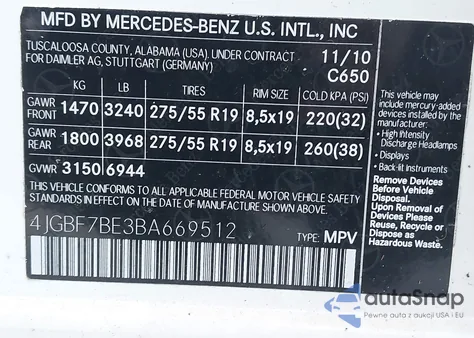 MFD BY MERCEDES-BENZ U.S. INTL., INC
TUSCALOOSA COUNTY, ALABAMA (USA) UNDER CONTRACT 11/10
FOR DAIMLER AG, STUTTGART (GERMANY) C650
KG LB TIRES RIM SIZE COLD KPA (PSI)
GAWR FRONT 1470 3240 275/55 R19 8,5x19 220(32)
GAWR REAR 1800 3968 275/55 R19 8,5x19 260(38)
GVWR 3150 6944
THIS VEHICLE CONFORMS TO ALL APPLICABLE FEDERAL MOTOR VEHICLE SAFETY
STANDARDS IN EFFECT ON THE DATE OF MANUFACTURE SHOWN ABOVE.
4JGBF7BE3BA669512 TYPE: MPV
This vehicle may
include mercury-added
devices installed by the
manufacturer:
• High Intensity
Discharge Headlamps
• Displays
• Back-lit instruments
Remove Devices
Before Vehicle
Disposal.
Upon Removal of
Devices Please
Reuse, Recycle or
Dispose as
Hazardous Waste.
autoSnap
Pewne auta z aukcji USA i EU